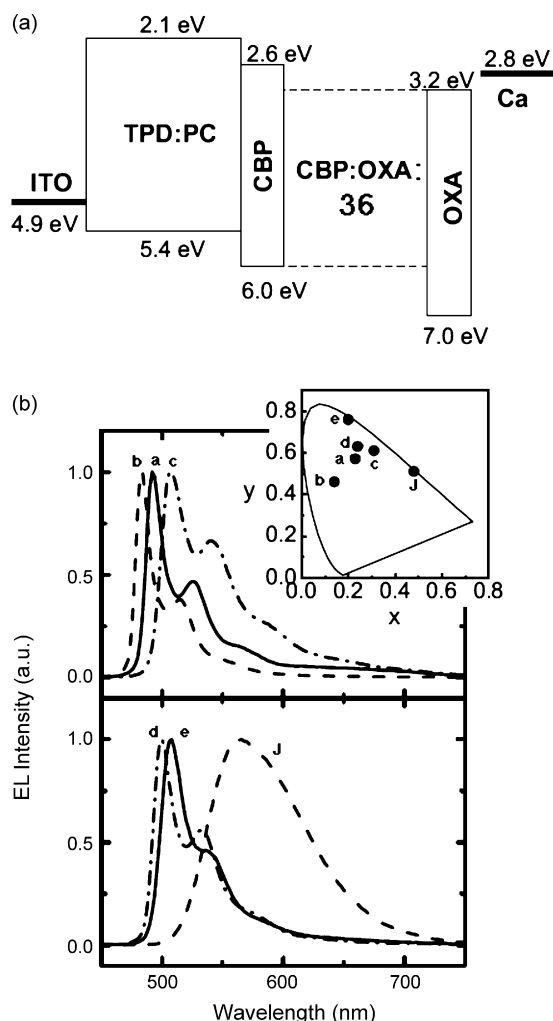 (a)
2.1 eV
2.6 eV
2.8 eV
3.2 eV
Ca
TPD:PC
CBP
CBP:OXA:
36
OXA
ITO
4.9 eV
5.4 eV
6.0 eV
7.0 eV
(b)
0.8
0.6
0.4
0.2
0.0
y
e
d
a
c
b
J
0.0 0.2 0.4 0.6 0.8
x
b a c
1.0
0.5
0.0
d e J
1.0
0.5
0.0
EL Intensity (a.u.)
500 600 700
Wavelength (nm)